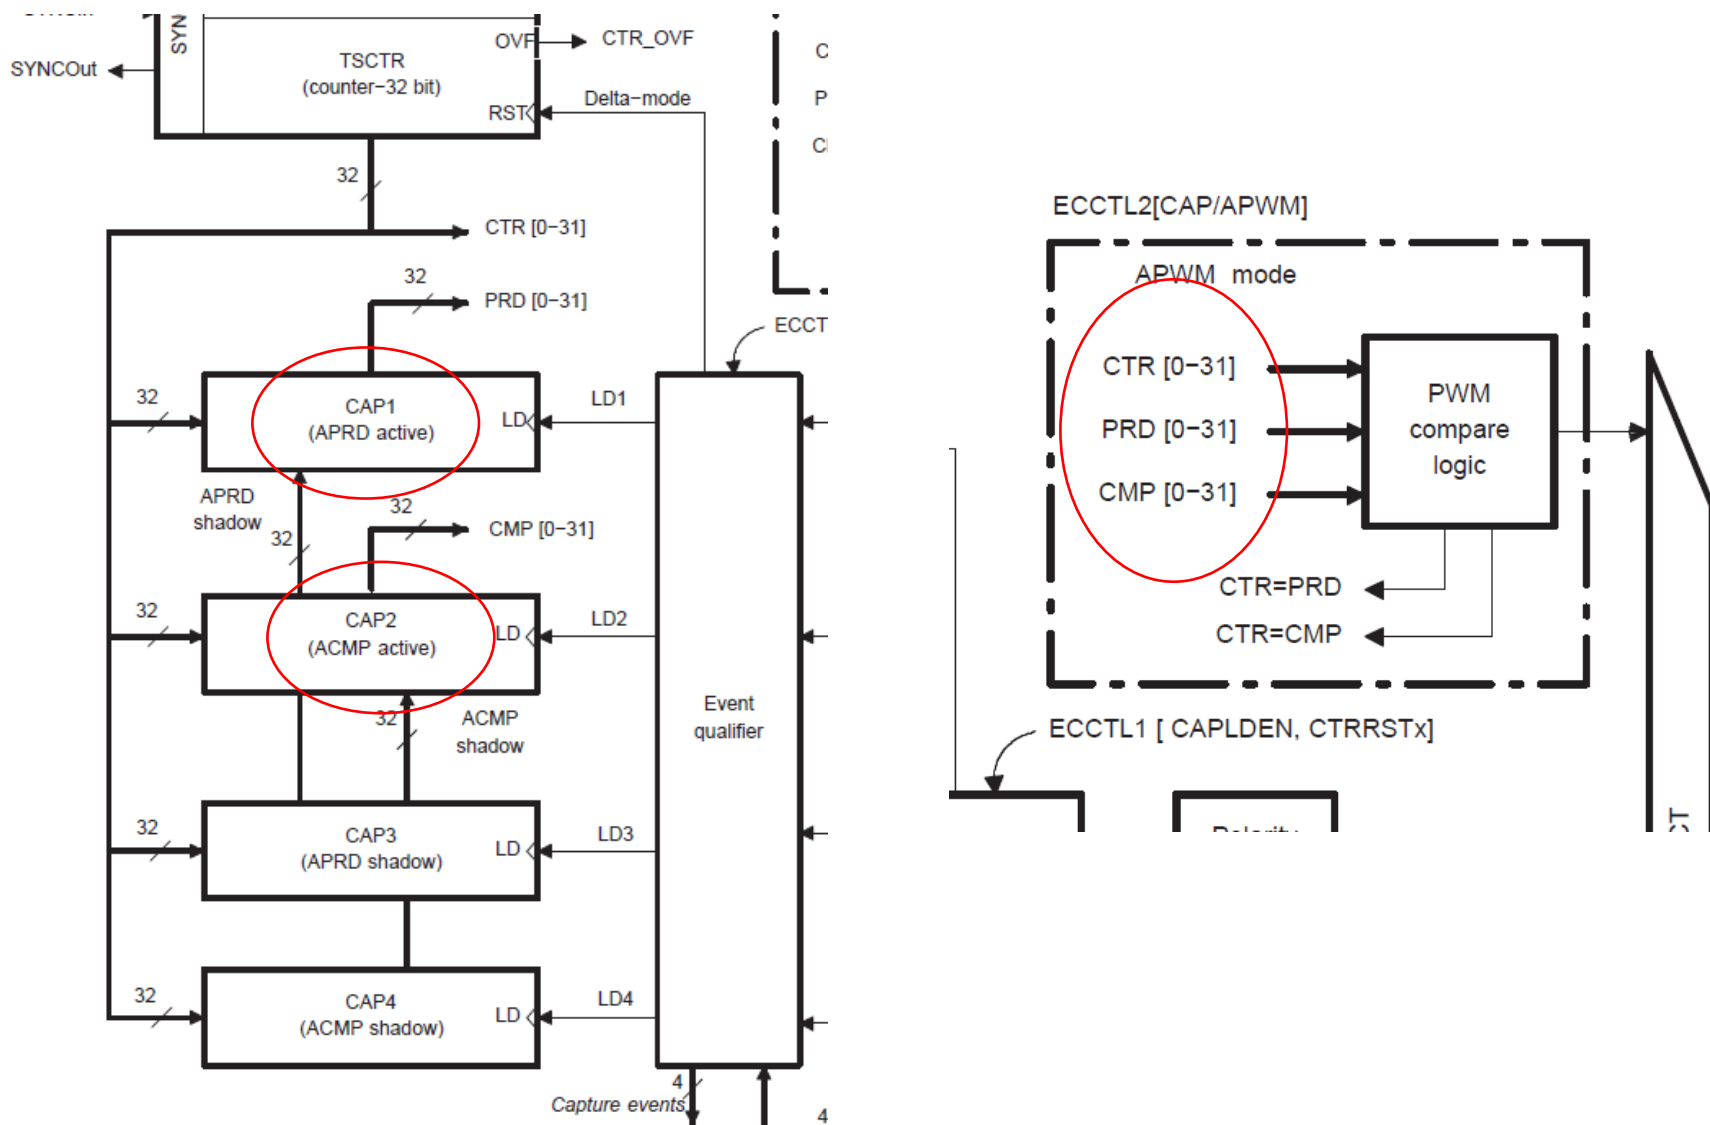 SYN
OVF
CTR_OVF
TSCTR
(counter−32 bit)
SYNCOut
RST
Delta−mode
C
P
32
CTR [0−31]
32
PRD [0−31]
ECCT
CAP1
(APRD active)
32
LD
LD1
APRD
shadow
32
32
CMP [0−31]
CAP2
(ACMP active)
32
LD
LD2
32
ACMP
shadow
Event
qualifier
CAP3
(APRD shadow)
32
LD
LD3
CAP4
(ACMP shadow)
32
LD
LD4
4
Capture events
4
ECCTL2[CAP/APWM]
APWM mode
CTR [0−31]
PRD [0−31]
CMP [0−31]
PWM
compare
logic
CTR=PRD
CTR=CMP
ECCTL1 [ CAPLDEN, CTRRSTx]
Polarity
CT